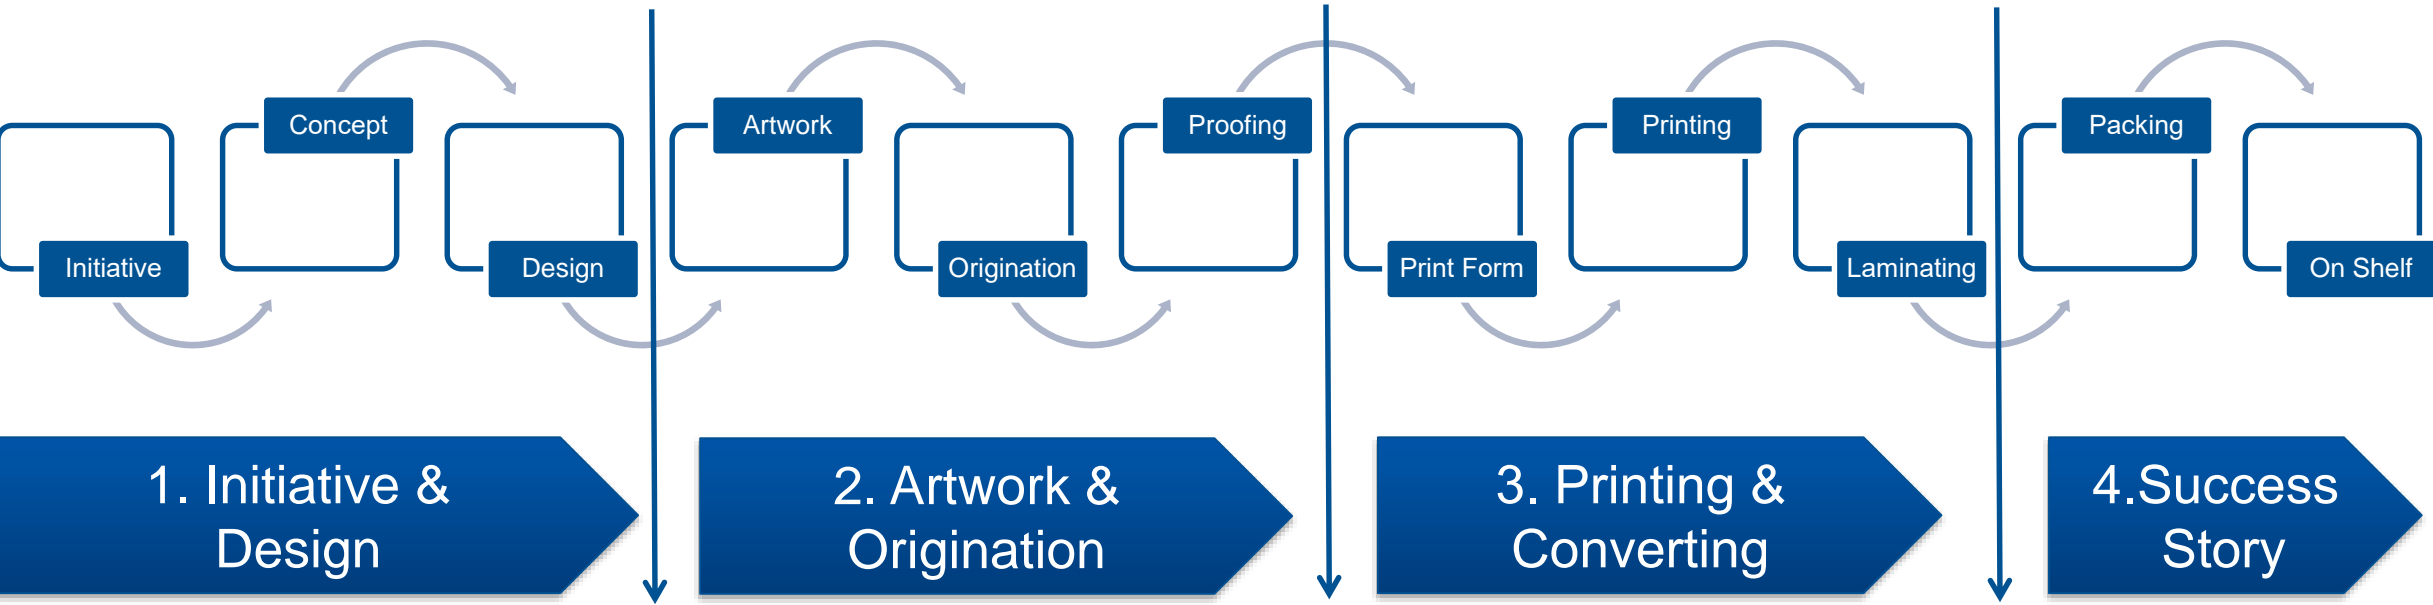 Concept
Artwork
Proofing
Printing
Packing
Initiative
Design
Origination
Print Form
Laminating
On Shelf
1. Initiative &
Design
2. Artwork &
Origination
3. Printing &
Converting
4.Success
Story